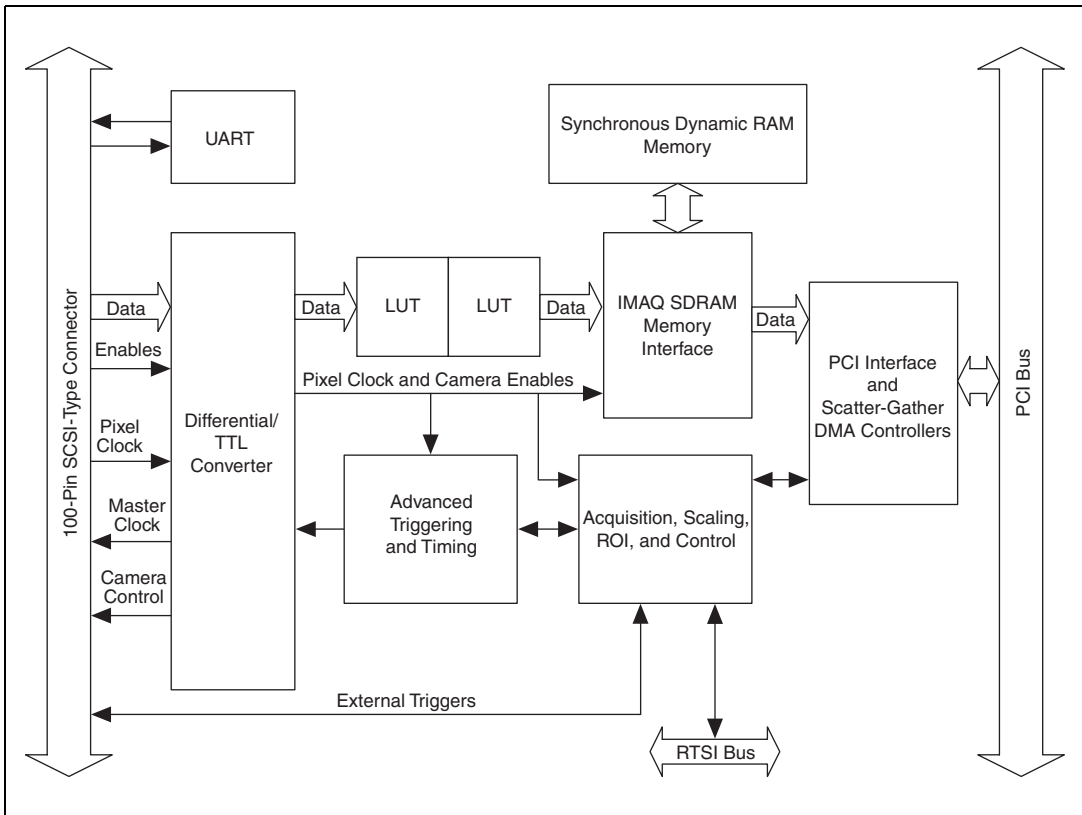 Synchronous Dynamic RAM
Memory
UART
100-Pin SCSI-Type Connector
Data
Enables
Pixel
Clock
Master
Clock
Camera
Control
Differential/
TTL
Converter
Data
LUT
LUT
Data
IMAQ SDRAM
Memory
Interface
Data
PCI Interface
and
Scatter-Gather
DMA Controllers
PCI Bus
Pixel Clock and Camera Enables
Advanced
Triggering
and Timing
Acquisition, Scaling,
ROI, and Control
External Triggers
RTSI Bus